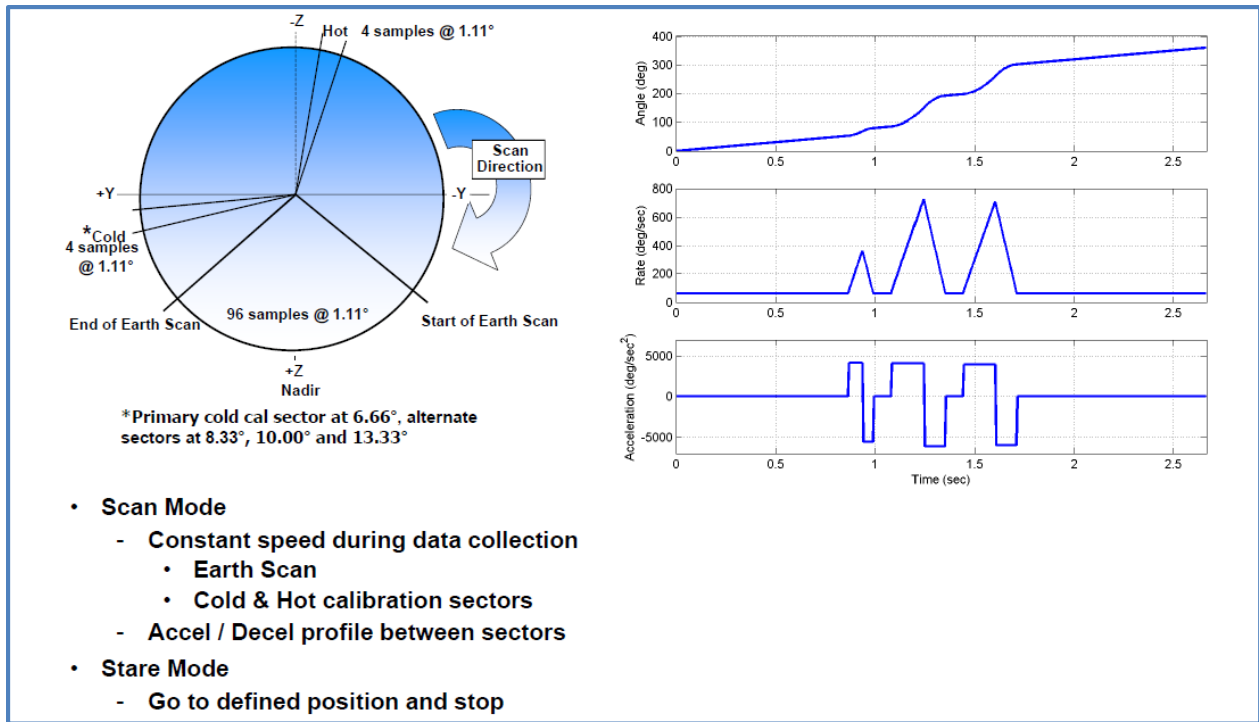 -Z
Hot 4 samples @ 1.11°
Scan
Direction
+Y
-Y
*Cold
4 samples
@ 1.11°
End of Earth Scan
96 samples @ 1.11°
Start of Earth Scan
+Z
Nadir
*Primary cold cal sector at 6.66°, alternate
sectors at 8.33°, 10.00° and 13.33°
Angle (deg)
400
300
200
100
0
0 0.5 1 1.5 2 2.5
Rate (deg/sec)
800
600
400
200
0
0 0.5 1 1.5 2 2.5
Acceleration (deg/sec²)
5000
0
-5000
0 0.5 1 1.5 2 2.5
Time (sec)
• Scan Mode
- Constant speed during data collection
• Earth Scan
• Cold & Hot calibration sectors
- Accel / Decel profile between sectors
• Stare Mode
- Go to defined position and stop